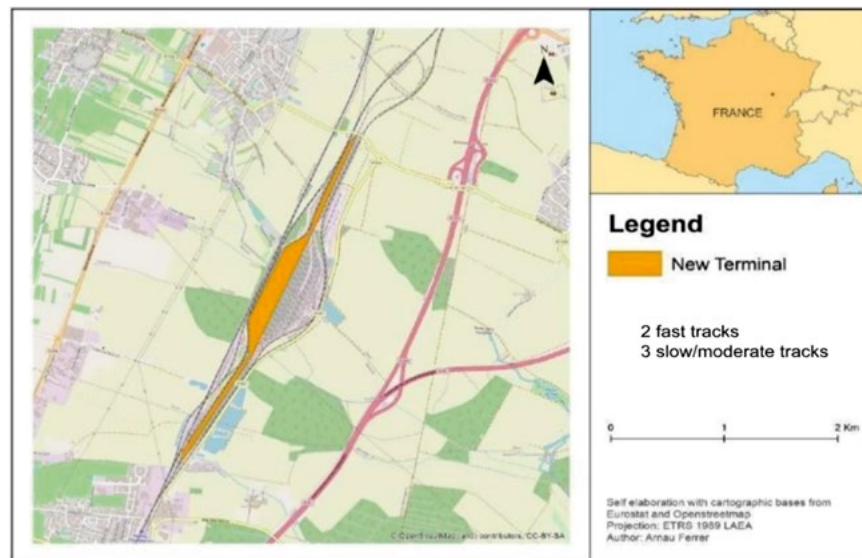 N
FRANCE
Legend
New Terminal
2 fast tracks
3 slow/moderate tracks
0 1 2 Km
Self elaboration with cartographic bases from
Eurostat and Openstreetmap
Projection: ETRS 1989 LAEA
Author: Arnau Ferrer
© OpenStreetMap and contributors, CC-BY-SA